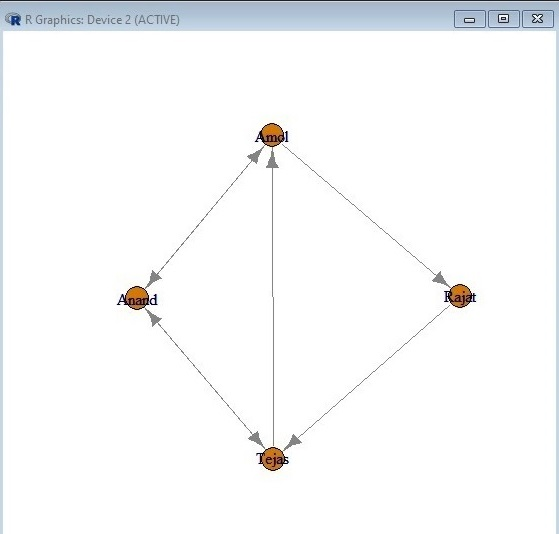 R Graphics: Device 2 (ACTIVE)
Amol
Anand
Rajat
Tejas